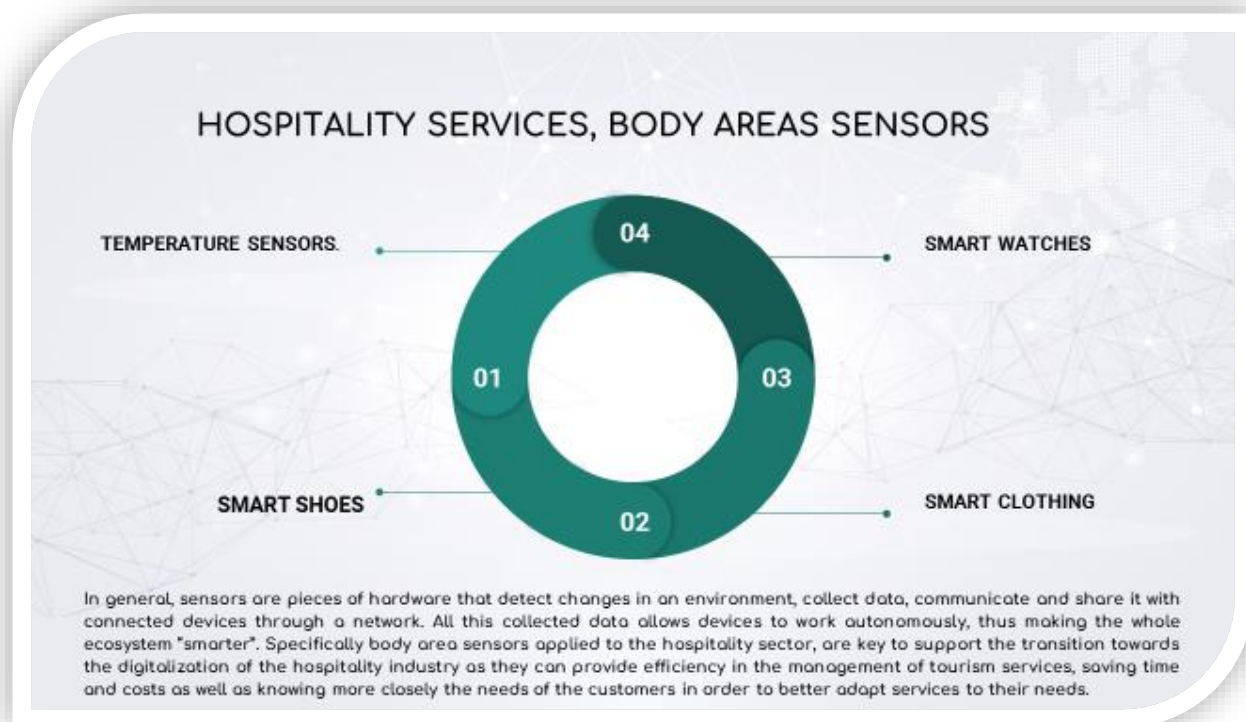 HOSPITALITY SERVICES, BODY AREAS SENSORS
TEMPERATURE SENSORS.
04
SMART WATCHES
01
03
SMART SHOES
02
SMART CLOTHING
In general, sensors are pieces of hardware that detect changes in an environment, collect data, communicate and share it with
connected devices through a network. All this collected data allows devices to work autonomously, thus making the whole
ecosystem "smarter". Specifically body area sensors applied to the hospitality sector, are key to support the transition towards
the digitalization of the hospitality industry as they can provide efficiency in the management of tourism services, saving time
and costs as well as knowing more closely the needs of the customers in order to better adapt services to their needs.